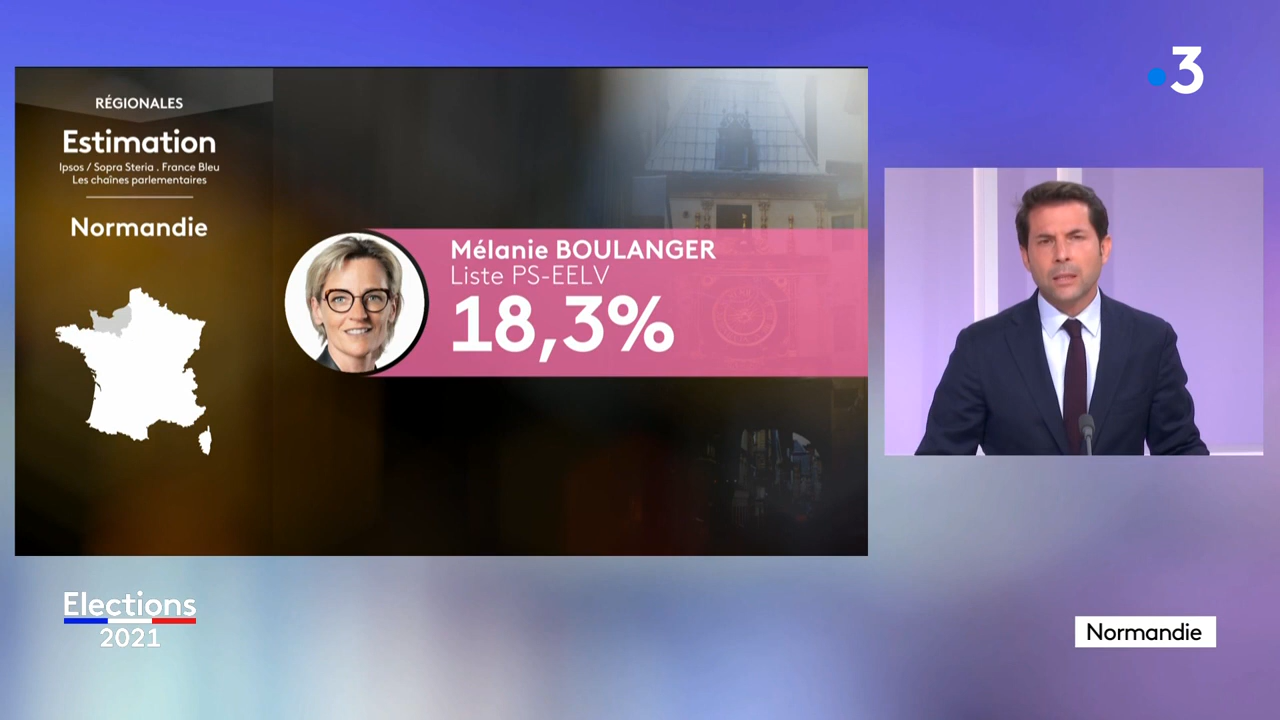 3
RÉGIONALES
Estimation
Ipsos / Sopra Steria . France Bleu
Les chaînes parlementaires
Normandie
Mélanie BOULANGER
Liste PS-EELV
18,3%
Elections
2021
Normandie